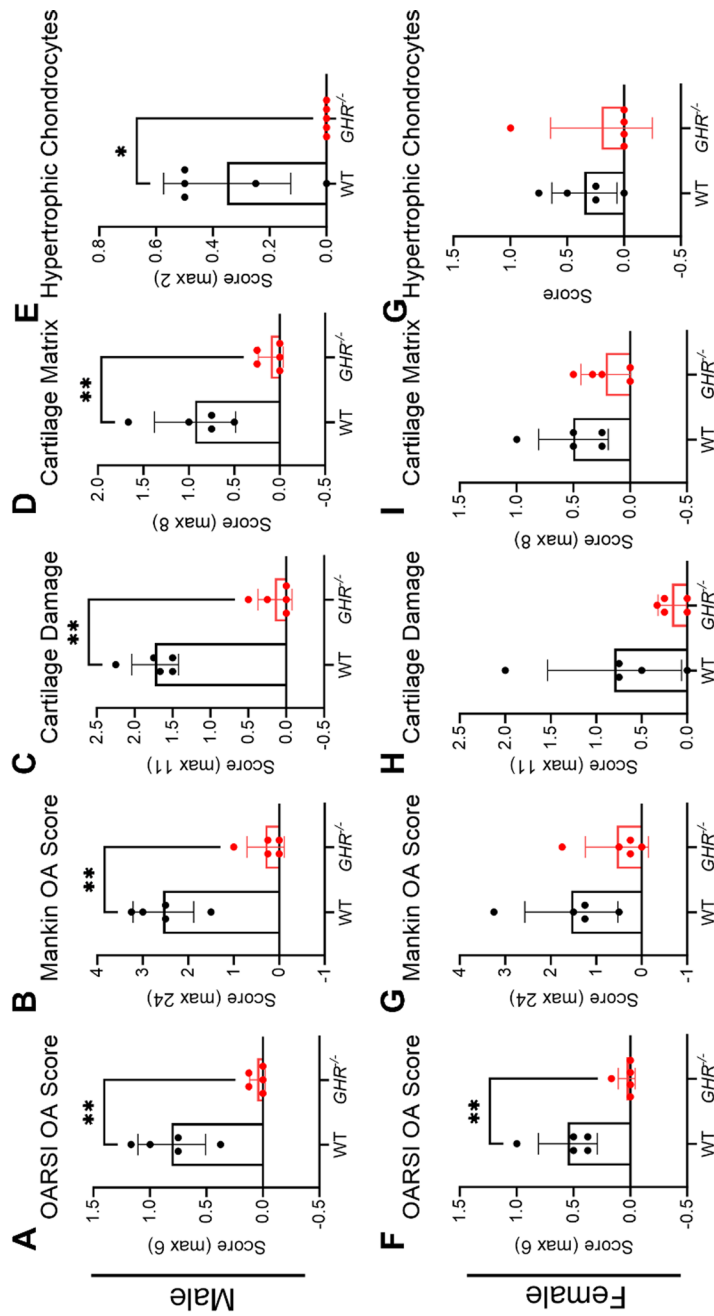 Male
A
OARSI OA Score
Score (max 6)
1.5
1.0
0.5
0.0
-0.5
**
WT
GHR-/-
B
Mankin OA Score
Score (max 24)
4
3
2
1
0
-1
**
WT
GHR-/-
C
Cartilage Damage
Score (max 11)
2.5
2.0
1.5
1.0
0.5
0.0
-0.5
**
WT
GHR-/-
D
Cartilage Matrix
Score (max 8)
2.0
1.5
1.0
0.5
0.0
-0.5
**
WT
GHR-/-
E
Hypertrophic Chondrocytes
Score (max 2)
0.8
0.6
0.4
0.2
0.0
*
WT
GHR-/-
Female
F
OARSI OA Score
Score (max 6)
1.5
1.0
0.5
0.0
-0.5
**
WT
GHR-/-
G
Mankin OA Score
Score (max 24)
4
3
2
1
0
-1
WT
GHR-/-
H
Cartilage Damage
Score (max 11)
2.5
2.0
1.5
1.0
0.5
0.0
WT
GHR-/-
I
Cartilage Matrix
Score (max 8)
1.5
1.0
0.5
0.0
-0.5
WT
GHR-/-
G
Hypertrophic Chondrocytes
Score
1.5
1.0
0.5
0.0
-0.5
WT
GHR-/-